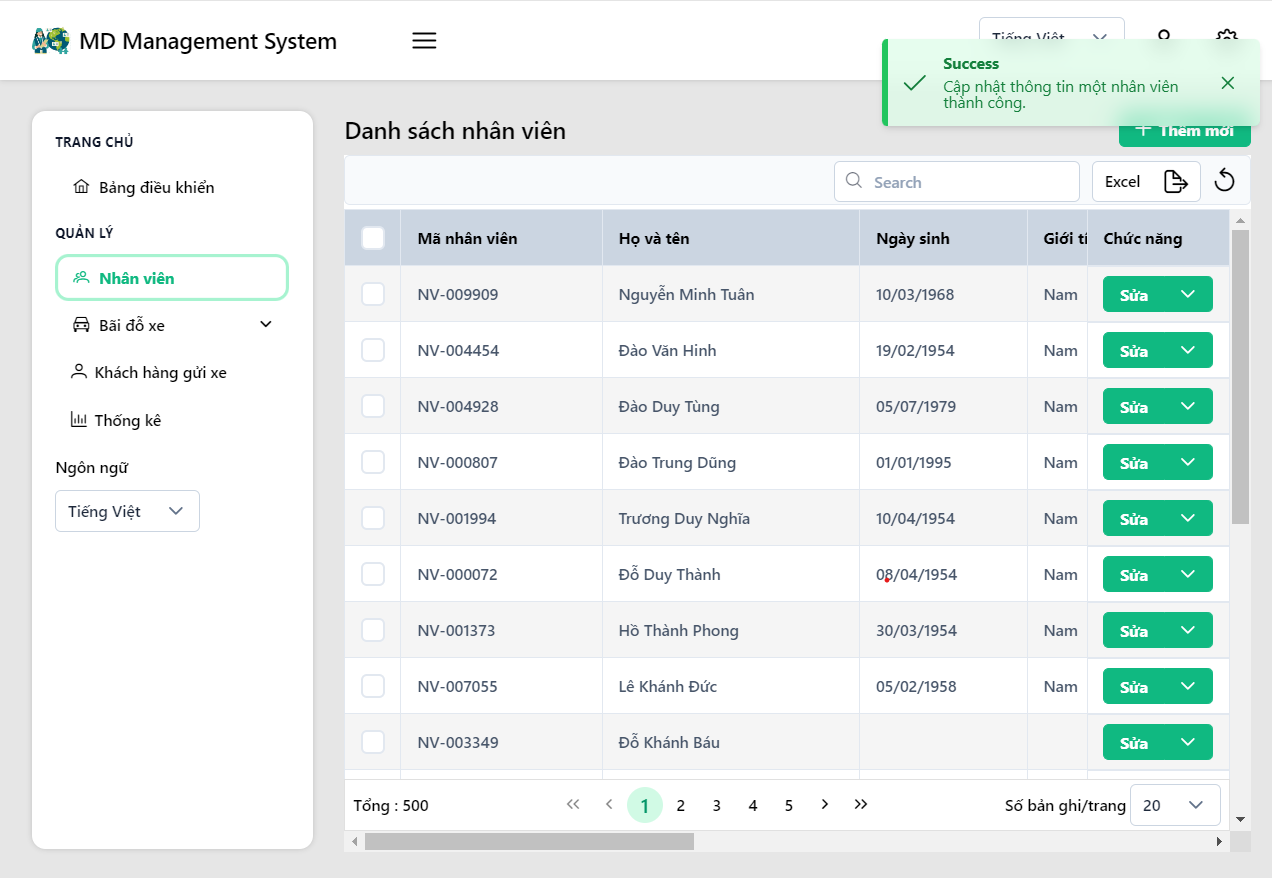 MD Management System
Tiếng Việt
Success
Cập nhật thông tin một nhân viên
thành công.
TRANG CHỦ
Bảng điều khiển
QUẢN LÝ
Nhân viên
Bãi đỗ xe
Khách hàng gửi xe
Thống kê
Ngôn ngữ
Tiếng Việt
Danh sách nhân viên
Thêm mới
Search
Excel
Mã nhân viên Họ và tên Ngày sinh Giới tí Chức năng
NV-009909 Nguyễn Minh Tuân 10/03/1968 Nam Sửa
NV-004454 Đào Văn Hinh 19/02/1954 Nam Sửa
NV-004928 Đào Duy Tùng 05/07/1979 Nam Sửa
NV-000807 Đào Trung Dũng 01/01/1995 Nam Sửa
NV-001994 Trương Duy Nghĩa 10/04/1954 Nam Sửa
NV-000072 Đỗ Duy Thành 08/04/1954 Nam Sửa
NV-001373 Hồ Thành Phong 30/03/1954 Nam Sửa
NV-007055 Lê Khánh Đức 05/02/1958 Nam Sửa
NV-003349 Đỗ Khánh Báu Sửa
Tổng : 500 1 2 3 4 5 Số bản ghi/trang 20